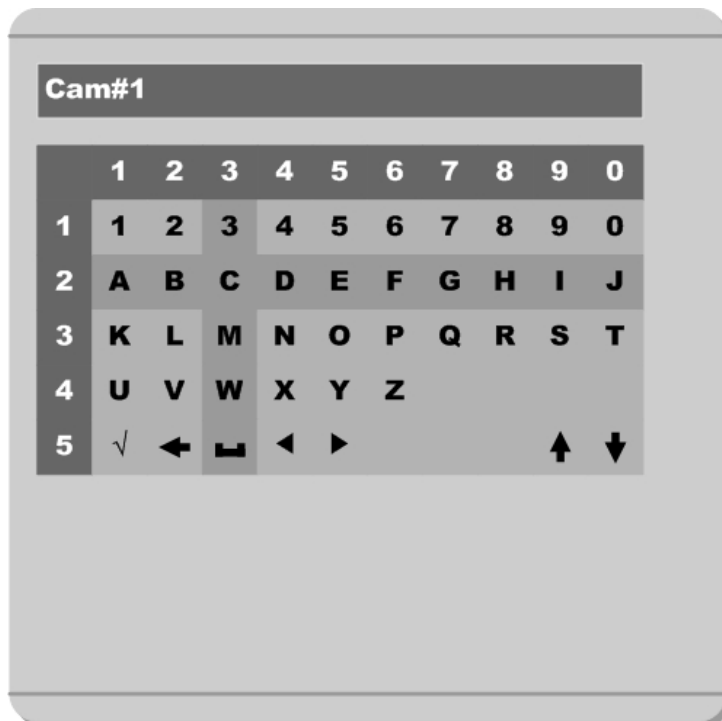 Cam#1
1 2 3 4 5 6 7 8 9 0
1 1 2 3 4 5 6 7 8 9 0
2 A B C D E F G H I J
3 K L M N O P Q R S T
4 U V W X Y Z
5 √